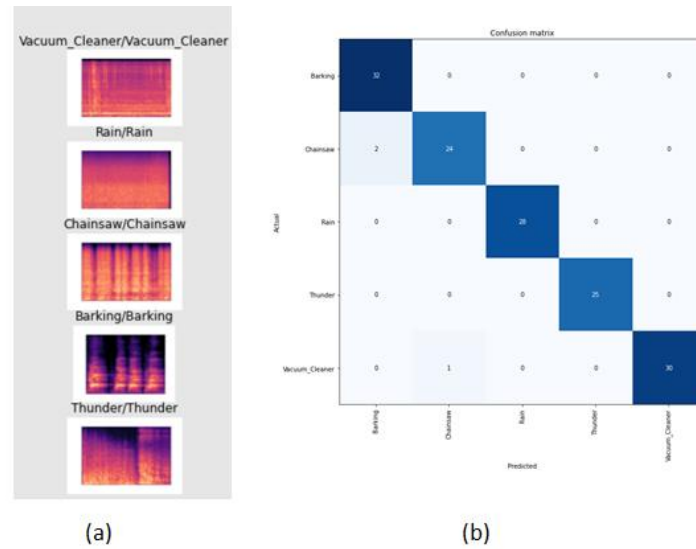 Vacuum_Cleaner/Vacuum_Cleaner
Rain/Rain
Chainsaw/Chainsaw
Barking/Barking
Thunder/Thunder
(a)
Confusion matrix
Actual
Barking 32 0 0 0 0
Chainsaw 2 24 0 0 0
Rain 0 0 28 0 0
Thunder 0 0 0 25 0
Vacuum_Cleaner 0 1 0 0 30
Barking Chainsaw Rain Thunder Vacuum_Cleaner
Predicted
(b)